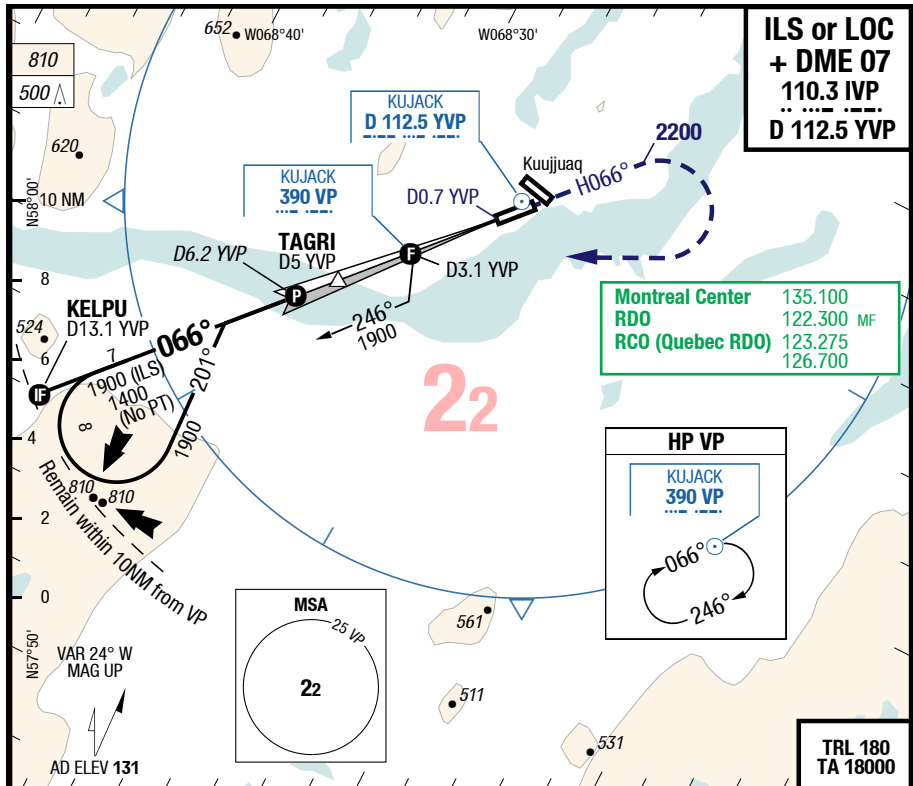 652
W068°40'
W068°30'
ILS or LOC
+ DME 07
110.3 IVP
D 112.5 YVP
810
500
620
N58°00'
10 NM
KUJACK
D 112.5 YVP
2200
Kuujjuaq
H066°
KUJACK
390 VP
D0.7 YVP
TAGRI
D5 YVP
D6.2 YVP
F
D3.1 YVP
8
P
KELPU
D13.1 YVP
246°
1900
Montreal Center 135.100
RDO 122.300 MF
RCO (Quebec RDO) 123.275
126.700
524
066°
6
7
201°
IF
1900 (ILS)
1400
(No PT)
22
4
8
1900
HP VP
KUJACK
390 VP
810
810
2
Remain within 10NM from VP
066°
246°
0
MSA
25 VP
22
561
N57°50'
VAR 24° W
MAG UP
511
531
AD ELEV 131
TRL 180
TA 18000